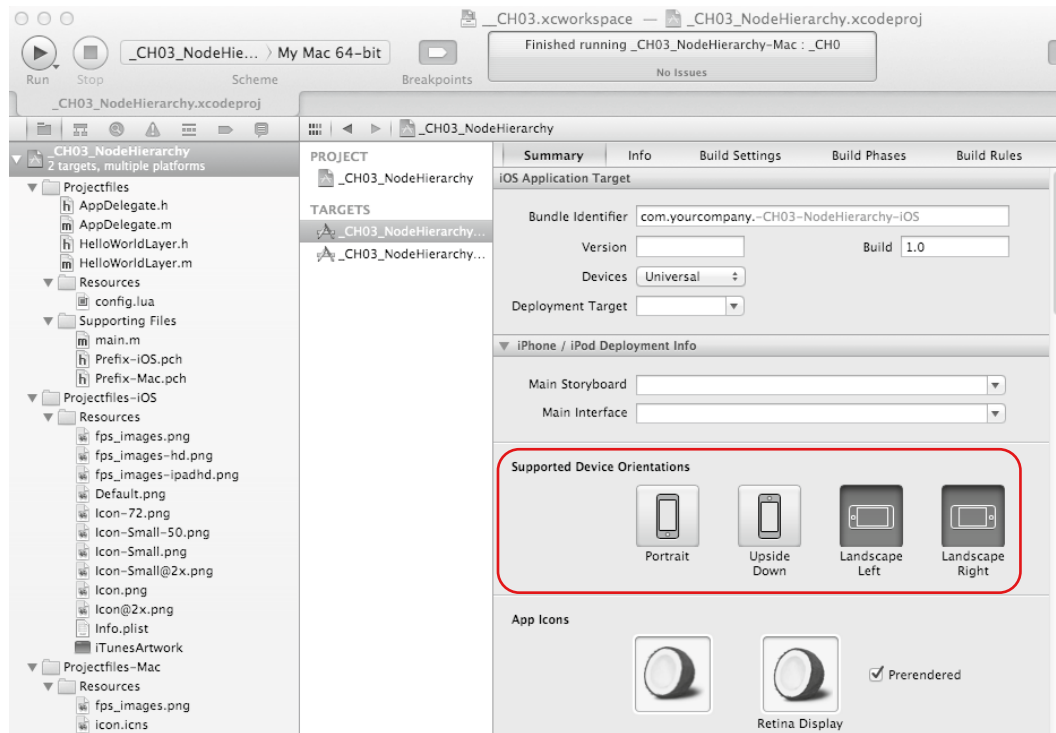 __CH03.xcworkspace — _CH03_NodeHierarchy.xcodeproj
_CH03_NodeHie... > My Mac 64-bit
Finished running _CH03_NodeHierarchy-Mac : _CH0
No Issues
Run
Stop
Scheme
Breakpoints
_CH03_NodeHierarchy.xcodeproj
_CH03_NodeHierarchy
_CH03_NodeHierarchy
2 targets, multiple platforms
Projectfiles
h AppDelegate.h
m AppDelegate.m
h HelloWorldLayer.h
m HelloWorldLayer.m
Resources
config.lua
Supporting Files
m main.m
h Prefix-iOS.pch
h Prefix-Mac.pch
Projectfiles-iOS
Resources
fps_images.png
fps_images-hd.png
fps_images-ipadhd.png
Default.png
Icon-72.png
Icon-Small-50.png
Icon-Small.png
Icon-Small@2x.png
Icon.png
Icon@2x.png
Info.plist
iTunesArtwork
Projectfiles-Mac
Resources
fps_images.png
icon.icns
PROJECT
_CH03_NodeHierarchy
TARGETS
_CH03_NodeHierarchy...
_CH03_NodeHierarchy...
Summary
Info
Build Settings
Build Phases
Build Rules
iOS Application Target
Bundle Identifier com.yourcompany.-CH03-NodeHierarchy-iOS
Version
Build 1.0
Devices Universal
Deployment Target
iPhone / iPod Deployment Info
Main Storyboard
Main Interface
Supported Device Orientations
Portrait
Upside
Down
Landscape
Left
Landscape
Right
App Icons
Prerendered
Retina Display